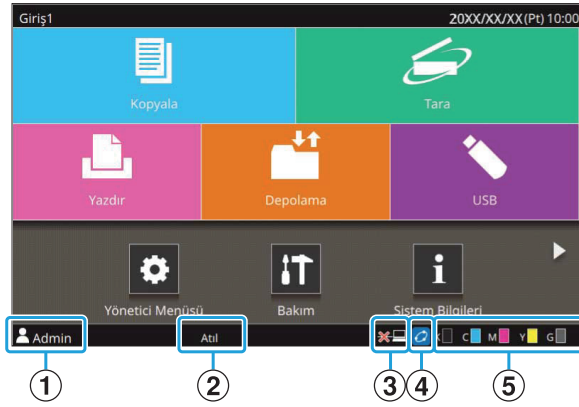 Giriş1 20XX/XX/XX(Pt) 10:00
Kopyala Tara
Yazdır Depolama USB
Yönetici Menüsü Bakım Sistem Bilgileri
Admin Atıl K C M Y G
1 2 3 4 5